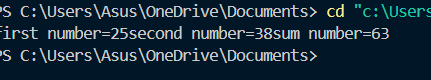 PS C:\Users\Asus\OneDrive\Documents> cd "c:\Users
first number=25second number=38sum number=63
PS C:\Users\Asus\OneDrive\Documents>